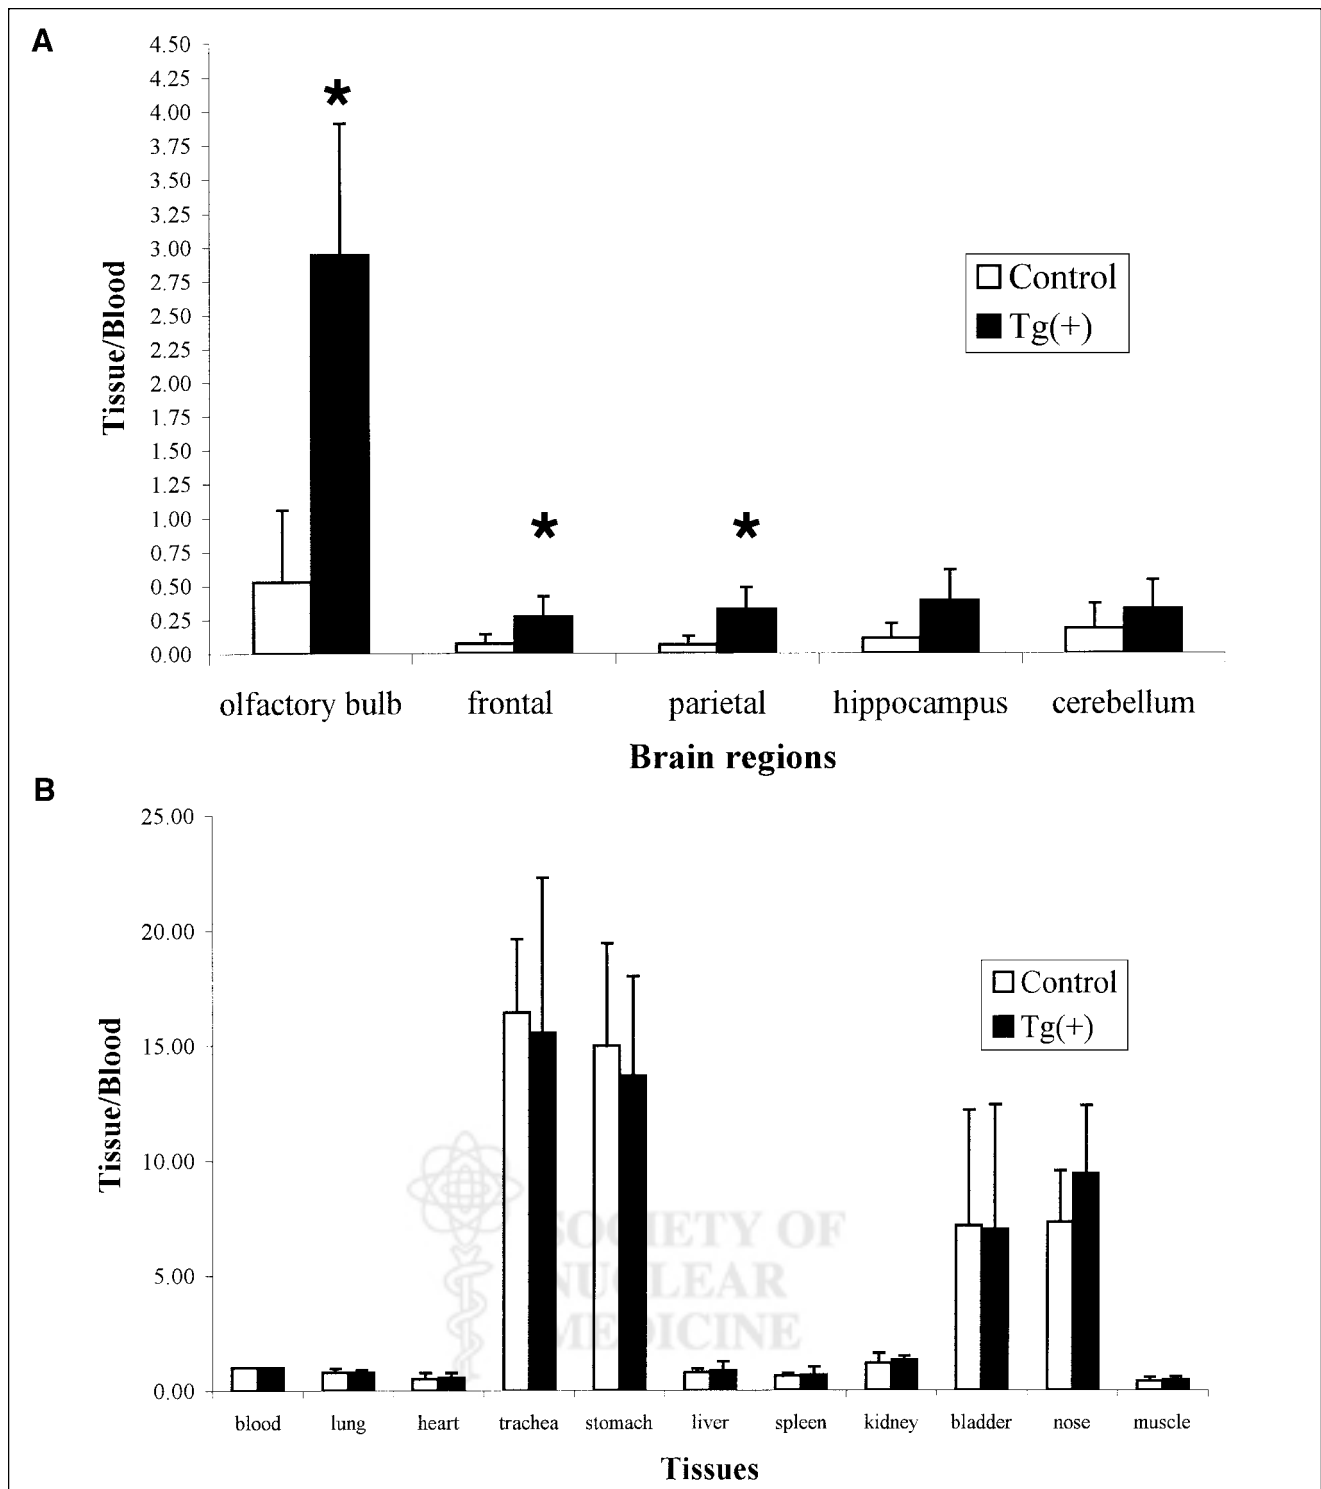 A
4.50
4.25
4.00
3.75
3.50
3.25
3.00
2.75
2.50
2.25
2.00
1.75
1.50
1.25
1.00
0.75
0.50
0.25
0.00
Tissue/Blood
*
*
*
Control
Tg(+)
olfactory bulb frontal parietal hippocampus cerebellum
Brain regions
B
25.00
20.00
15.00
10.00
5.00
0.00
Tissue/Blood
Control
Tg(+)
SOCIETY OF
NUCLEAR
MEDICINE
blood lung heart trachea stomach liver spleen kidney bladder nose muscle
Tissues